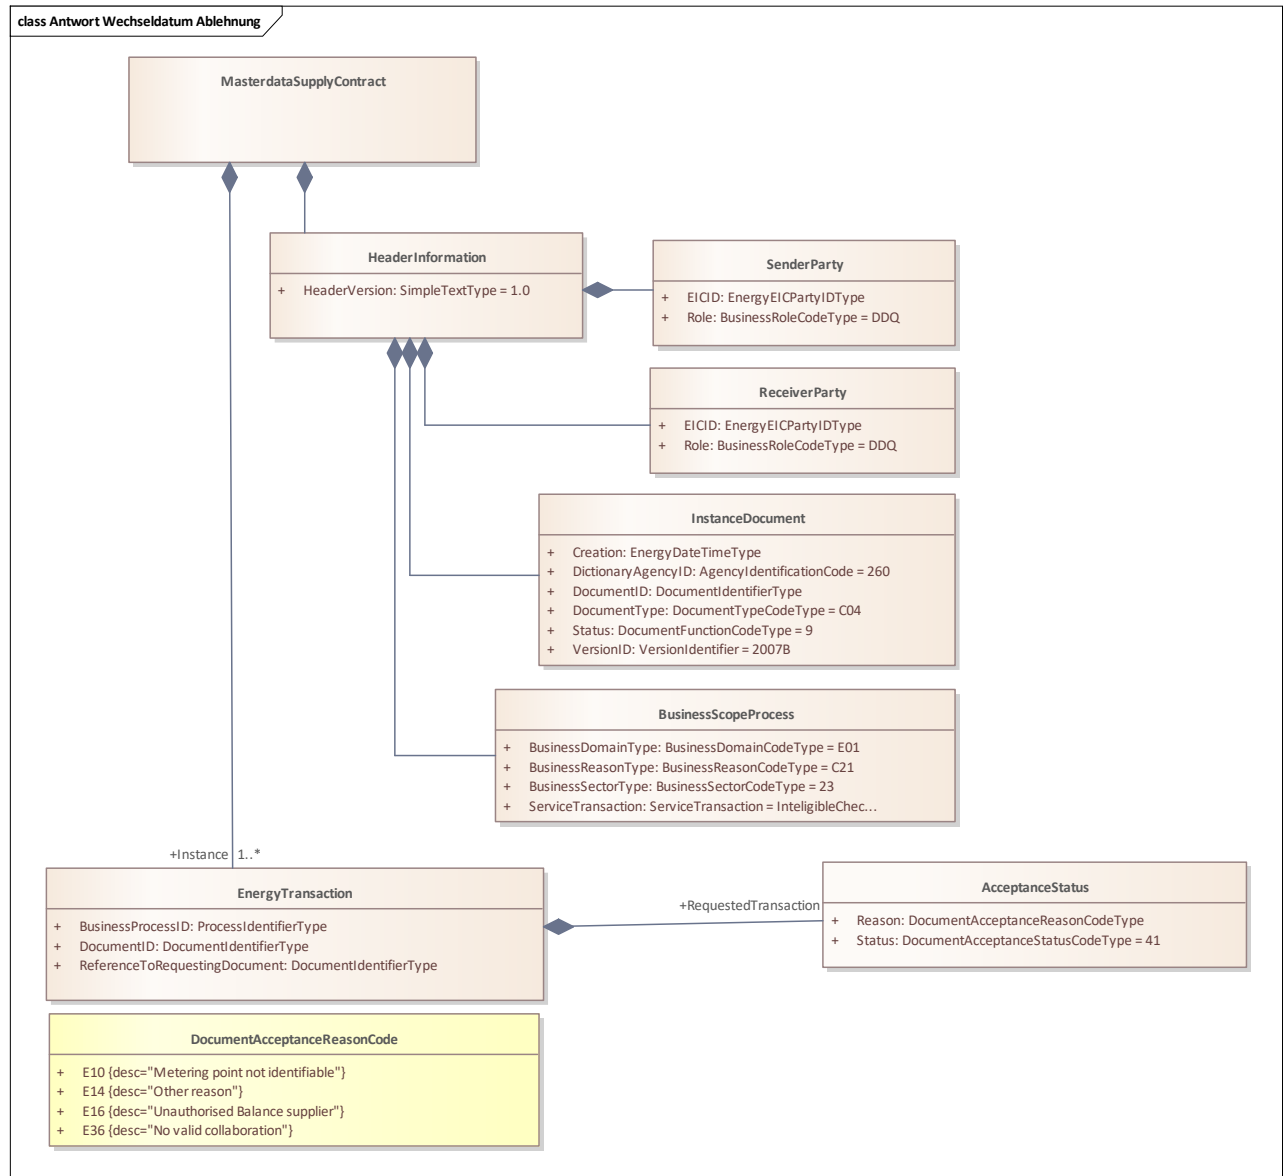 class Antwort Wechseldatum Ablehnung
MasterdataSupplyContract
HeaderInformation
+ HeaderVersion: SimpleTextType = 1.0
SenderParty
+ EICID: EnergyEICPartyIDType
+ Role: BusinessRoleCodeType = DDQ
ReceiverParty
+ EICID: EnergyEICPartyIDType
+ Role: BusinessRoleCodeType = DDQ
InstanceDocument
+ Creation: EnergyDateTimeType
+ DictionaryAgencyID: AgencyIdentificationCode = 260
+ DocumentID: DocumentIdentifierType
+ DocumentType: DocumentTypeCodeType = C04
+ Status: DocumentFunctionCodeType = 9
+ VersionID: VersionIdentifier = 2007B
BusinessScopeProcess
+ BusinessDomainType: BusinessDomainCodeType = E01
+ BusinessReasonType: BusinessReasonCodeType = C21
+ BusinessSectorType: BusinessSectorCodeType = 23
+ ServiceTransaction: ServiceTransaction = InteligibleChec...
+Instance 1..*
EnergyTransaction
+ BusinessProcessID: ProcessIdentifierType
+ DocumentID: DocumentIdentifierType
+ ReferenceToRequestingDocument: DocumentIdentifierType
+RequestedTransaction
AcceptanceStatus
+ Reason: DocumentAcceptanceReasonCodeType
+ Status: DocumentAcceptanceStatusCodeType = 41
DocumentAcceptanceReasonCode
+ E10 {desc="Metering point not identifiable"}
+ E14 {desc="Other reason"}
+ E16 {desc="Unauthorised Balance supplier"}
+ E36 {desc="No valid collaboration"}